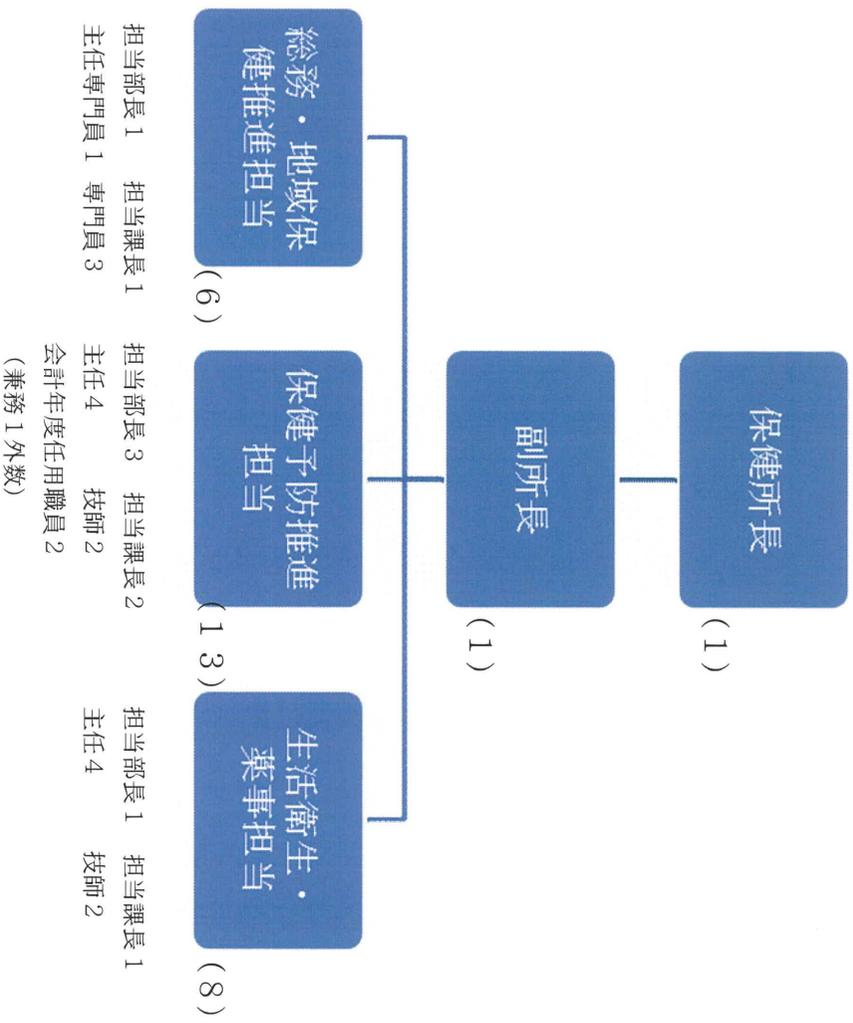 保健所長
（１）
副所長
（１）
総務・地域保
健推進担当
（６）
担当部長１　担当課長１
主任専門員１　専門員３
保健予防推進
担当
（１３）
担当部長３　担当課長２
主任４　技師２
会計年度任用職員２
（兼務１外数）
生活衛生・
薬事担当
（８）
担当部長１　担当課長１
主任４　技師２